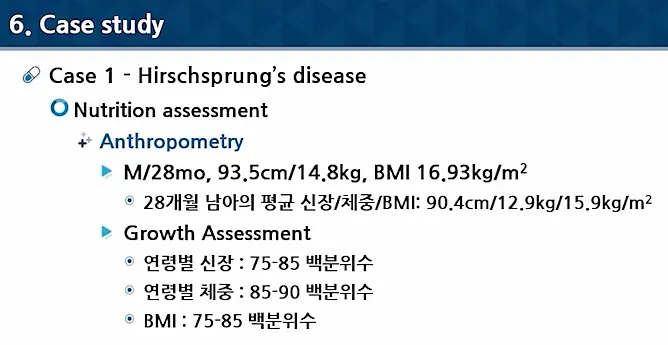 6. Case study
Case 1 - Hirschsprung's disease
Nutrition assessment
Anthropometry
M/28mo, 93.5cm/14.8kg, BMI 16.93kg/m²
28개월 남아의 평균 신장/체중/BMI: 90.4cm/12.9kg/15.9kg/m²
Growth Assessment
연령별 신장 : 75-85 백분위수
연령별 체중 : 85-90 백분위수
BMI : 75-85 백분위수